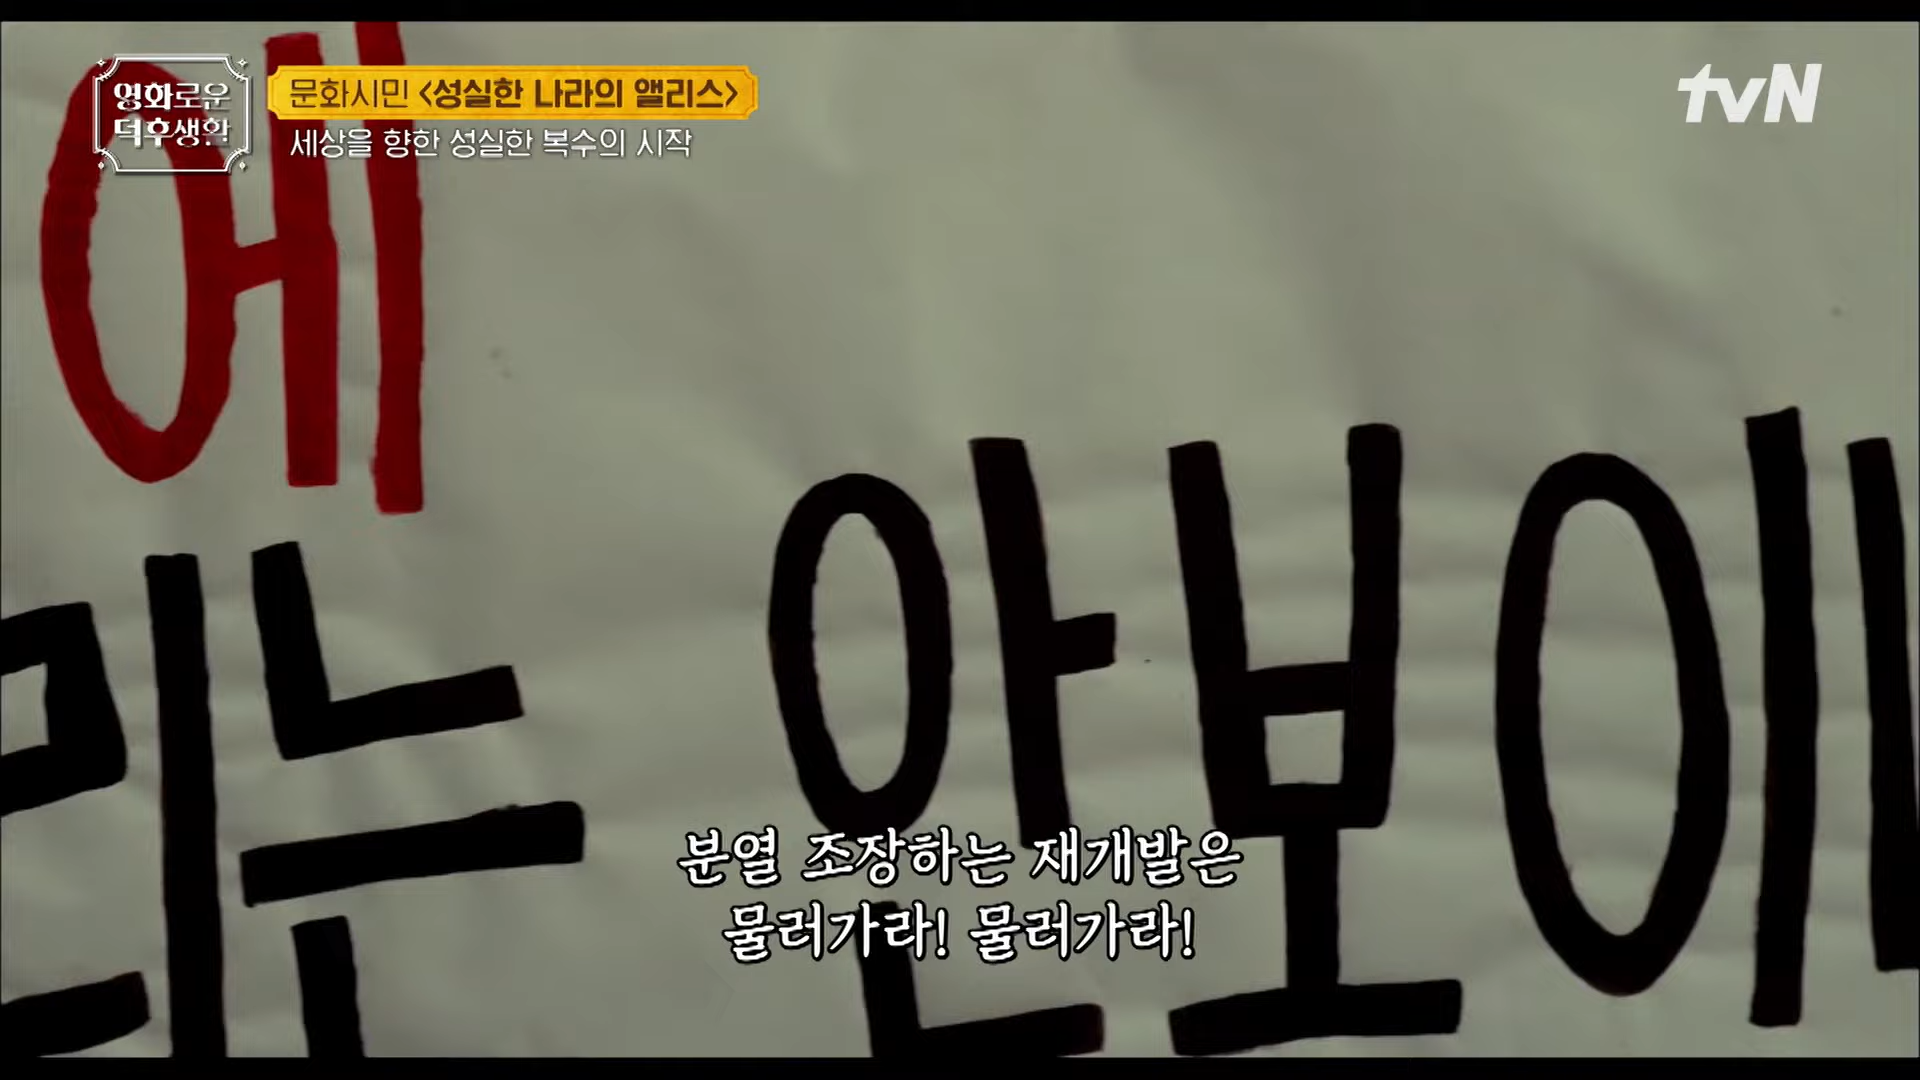 영화로운
덕후생활
문화시민 <성실한 나라의 앨리스>
세상을 향한 성실한 복수의 시작
tvN
에
는 안보이
분열 조장하는 재개발은
물러가라! 물러가라!